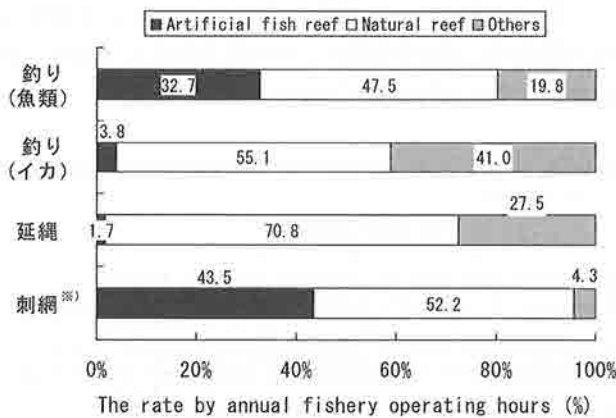 ■Artificial fish reef □Natural reef ■Others
釣り
(魚類)
32.7 47.5 19.8
3.8
釣り
(イカ)
55.1 41.0
27.5
延縄
1.7 70.8
43.5 4.3
刺網※)
52.2
0% 20% 40% 60% 80% 100%
The rate by annual fishery operating hours (%)